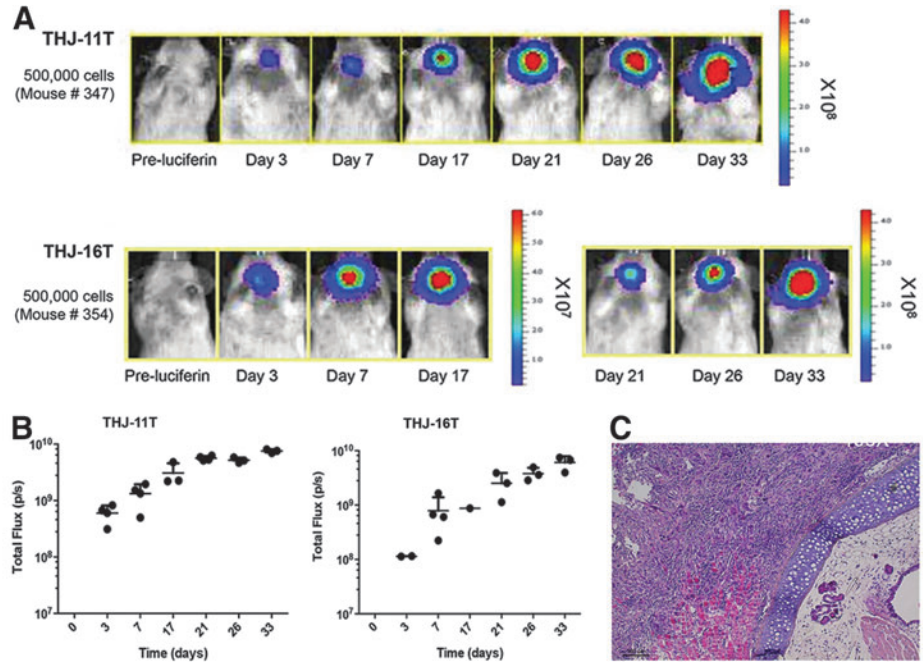 A
THJ-11T
500,000 cells
(Mouse # 347)
Pre-luciferin Day 3 Day 7 Day 17 Day 21 Day 26 Day 33
4.0
3.0
2.0
1.0
X10⁸
THJ-16T
500,000 cells
(Mouse # 354)
Pre-luciferin Day 3 Day 7 Day 17
6.0
5.0
4.0
3.0
2.0
1.0
X10⁷
Day 21 Day 26 Day 33
4.0
3.0
2.0
1.0
X10⁸
B
THJ-11T
Total Flux (p/s)
10¹⁰
10⁹
10⁸
10⁷
0 3 7 17 21 26 33
Time (days)
THJ-16T
Total Flux (p/s)
10¹⁰
10⁹
10⁸
10⁷
0 3 7 17 21 26 33
Time (days)
C